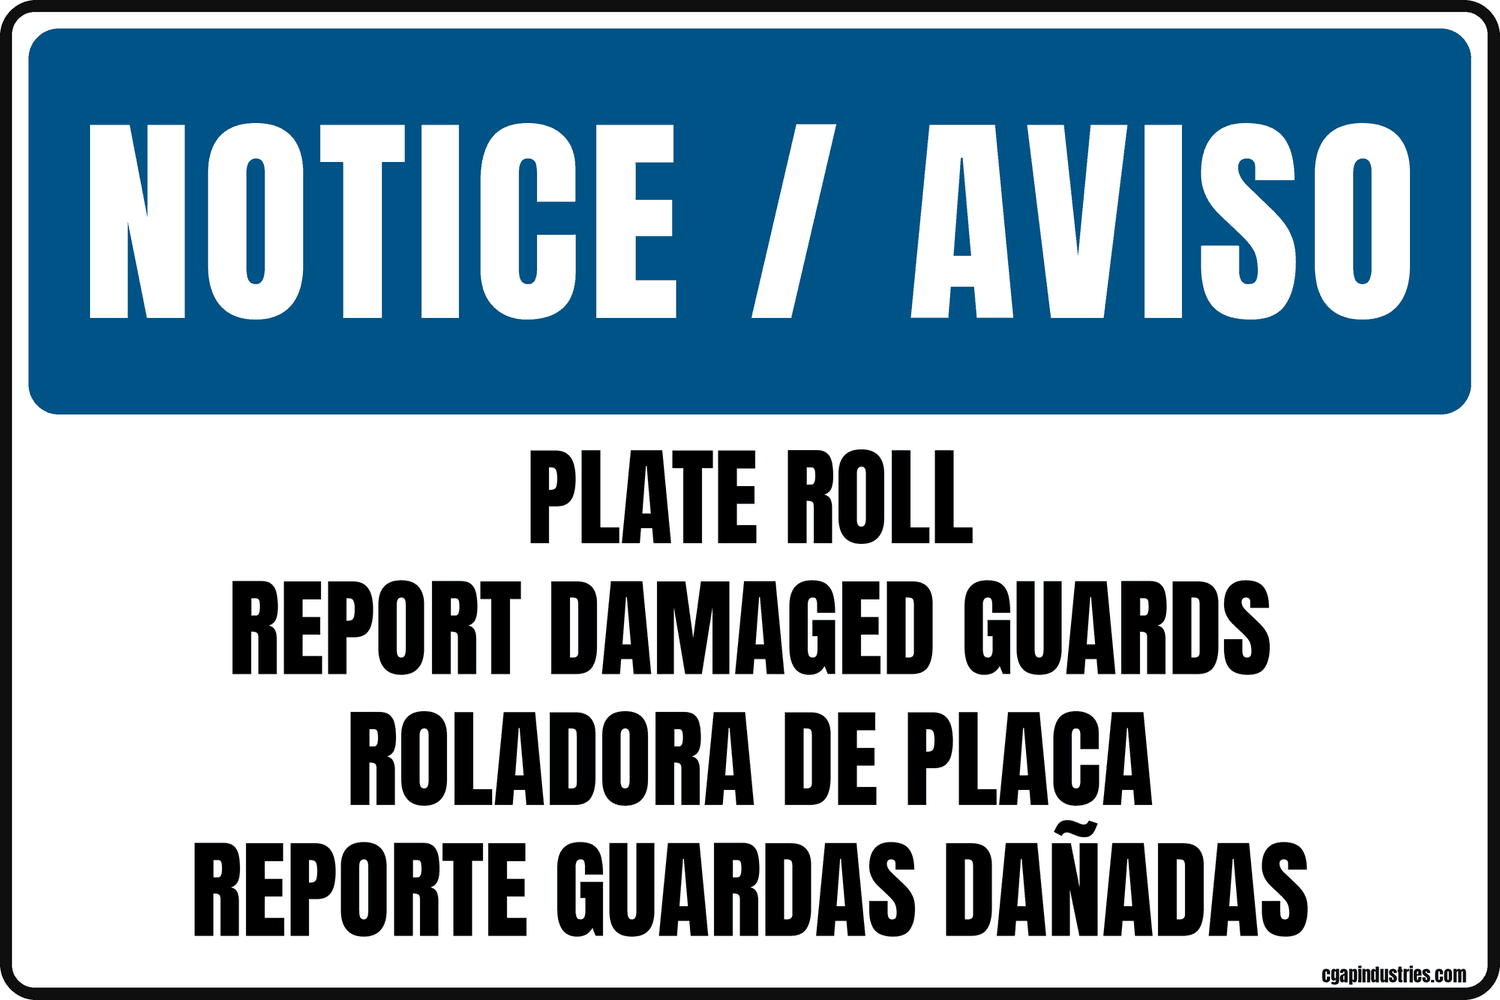 NOTICE / AVISO
PLATE ROLL
REPORT DAMAGED GUARDS
ROLADORA DE PLACA
REPORTE GUARDAS DAÑADAS
cgapindustries.com